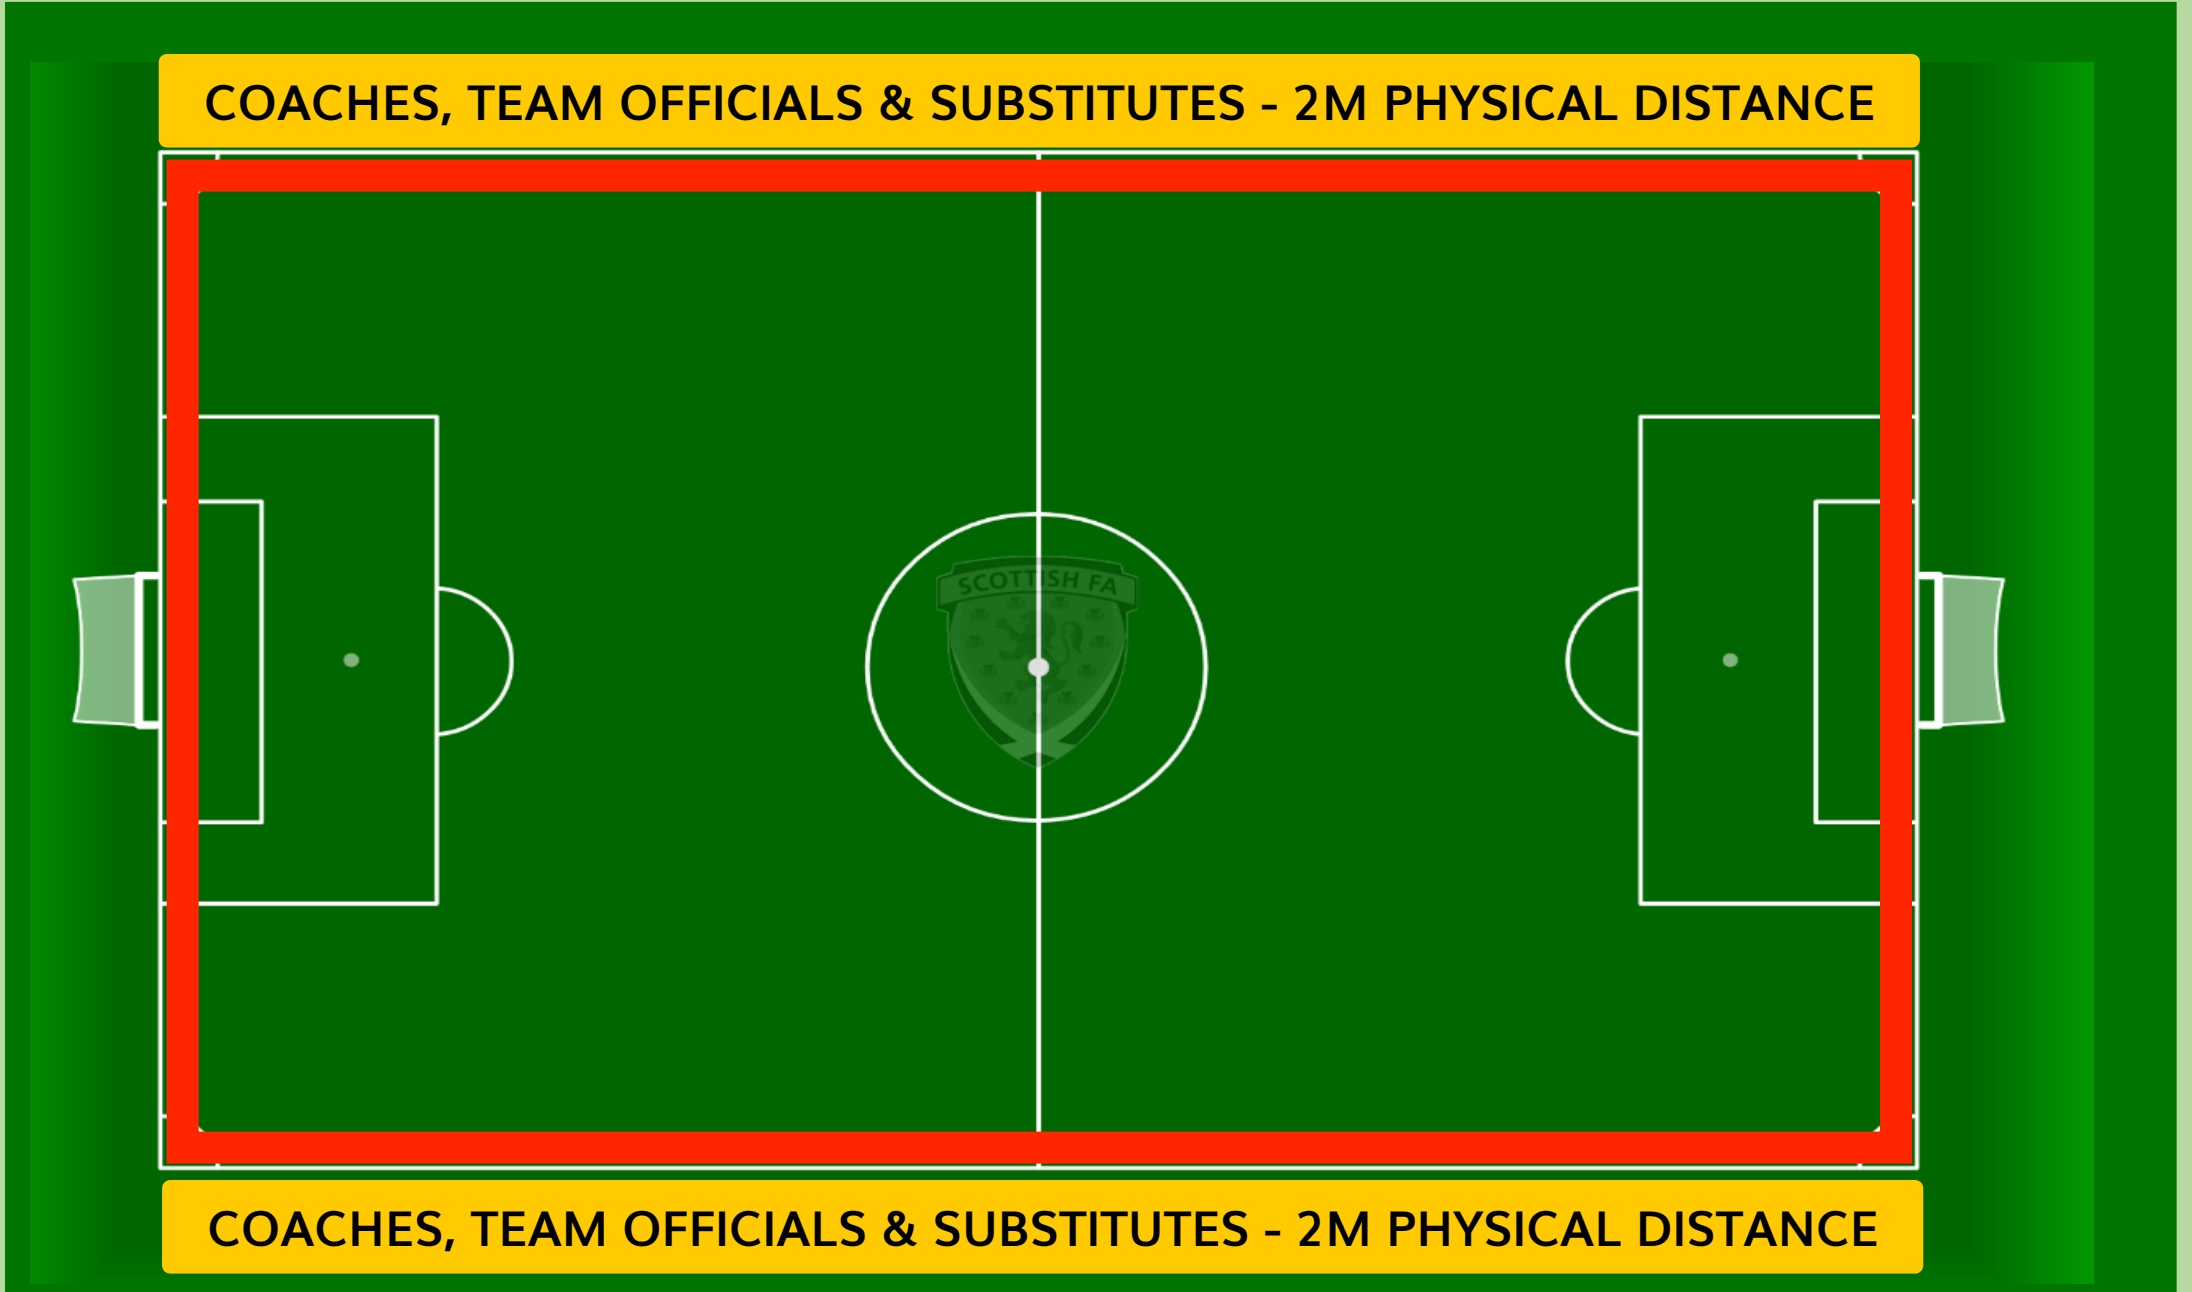 COACHES, TEAM OFFICIALS & SUBSTITUTES - 2M PHYSICAL DISTANCE
SCOTTISH FA
COACHES, TEAM OFFICIALS & SUBSTITUTES - 2M PHYSICAL DISTANCE